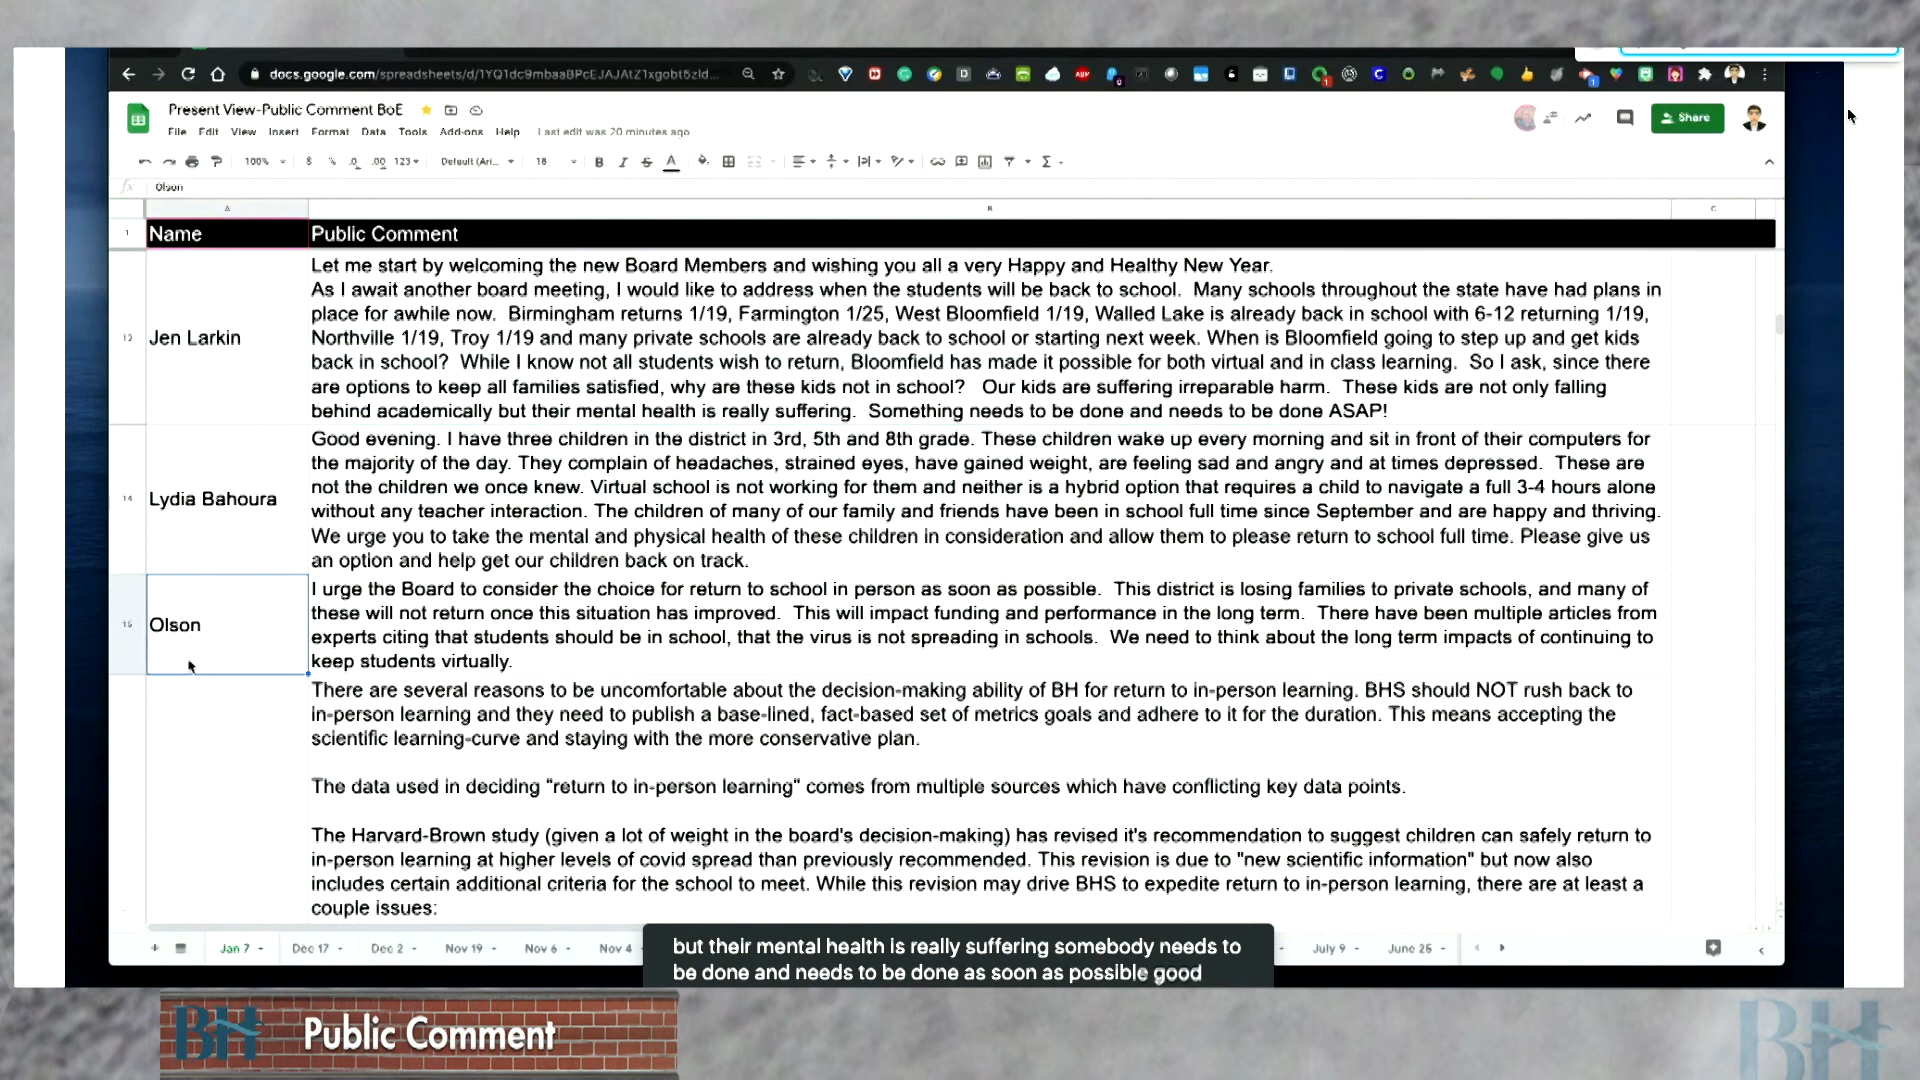 docs.google.com/spreadsheets/d/
Present View-Public Comment BoE
File Edit View Insert Format Data Tools Add-ons Help Last edit was 20 minutes ago
Share
100% $ % .0 .00 123 Default (Ari... 18 B I S A
fx Olson
A B C
1 Name Public Comment
Let me start by welcoming the new Board Members and wishing you all a very Happy and Healthy New Year.
As I await another board meeting, I would like to address when the students will be back to school. Many schools throughout the state have had plans in
place for awhile now. Birmingham returns 1/19, Farmington 1/25, West Bloomfield 1/19, Walled Lake is already back in school with 6-12 returning 1/19,
13 Jen Larkin Northville 1/19, Troy 1/19 and many private schools are already back to school or starting next week. When is Bloomfield going to step up and get kids
back in school? While I know not all students wish to return, Bloomfield has made it possible for both virtual and in class learning. So I ask, since there
are options to keep all families satisfied, why are these kids not in school? Our kids are suffering irreparable harm. These kids are not only falling
behind academically but their mental health is really suffering. Something needs to be done and needs to be done ASAP!
Good evening. I have three children in the district in 3rd, 5th and 8th grade. These children wake up every morning and sit in front of their computers for
the majority of the day. They complain of headaches, strained eyes, have gained weight, are feeling sad and angry and at times depressed. These are
not the children we once knew. Virtual school is not working for them and neither is a hybrid option that requires a child to navigate a full 3-4 hours alone
14 Lydia Bahoura without any teacher interaction. The children of many of our family and friends have been in school full time since September and are happy and thriving.
We urge you to take the mental and physical health of these children in consideration and allow them to please return to school full time. Please give us
an option and help get our children back on track.
I urge the Board to consider the choice for return to school in person as soon as possible. This district is losing families to private schools, and many of
these will not return once this situation has improved. This will impact funding and performance in the long term. There have been multiple articles from
15 Olson experts citing that students should be in school, that the virus is not spreading in schools. We need to think about the long term impacts of continuing to
keep students virtually.
There are several reasons to be uncomfortable about the decision-making ability of BH for return to in-person learning. BHS should NOT rush back to
in-person learning and they need to publish a base-lined, fact-based set of metrics goals and adhere to it for the duration. This means accepting the
scientific learning-curve and staying with the more conservative plan.
The data used in deciding "return to in-person learning" comes from multiple sources which have conflicting key data points.
The Harvard-Brown study (given a lot of weight in the board's decision-making) has revised it's recommendation to suggest children can safely return to
in-person learning at higher levels of covid spread than previously recommended. This revision is due to "new scientific information" but now also
includes certain additional criteria for the school to meet. While this revision may drive BHS to expedite return to in-person learning, there are at least a
couple issues:
Jan 7 Dec 17 Dec 2 Nov 19 Nov 6 Nov 4 July 9 June 25
but their mental health is really suffering somebody needs to
be done and needs to be done as soon as possible good
BH Public Comment
BH